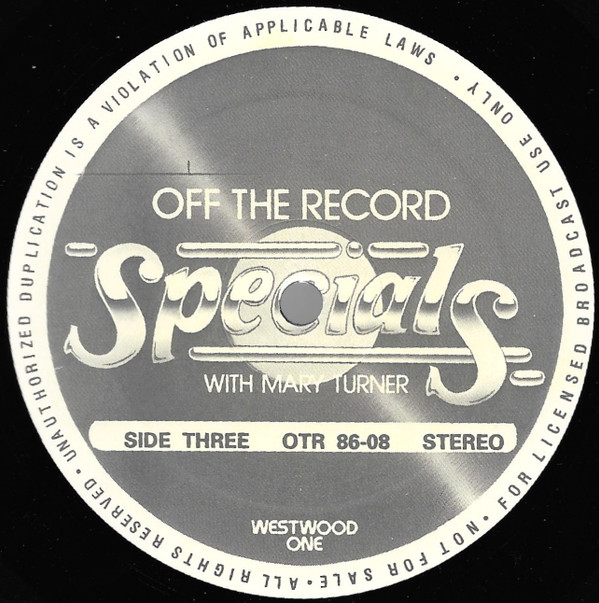 OFF THE RECORD
Specials
WITH MARY TURNER
SIDE THREE OTR 86-08 STEREO
WESTWOOD
ONE
UNAUTHORIZED DUPLICATION IS A VIOLATION OF APPLICABLE LAWS • FOR LICENSED BROADCAST USE ONLY • NOT FOR SALE • ALL RIGHTS RESERVED •